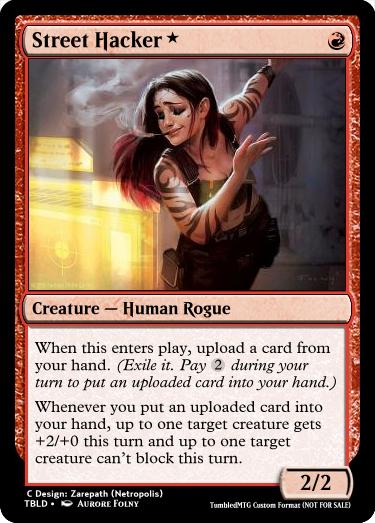 Street Hacker ★
Creature — Human Rogue
When this enters play, upload a card from
your hand. (Exile it. Pay 2 during your
turn to put an uploaded card into your hand.)
Whenever you put an uploaded card into
your hand, up to one target creature gets
+2/+0 this turn and up to one target
creature can't block this turn.
2/2
C Design: Zarepath (Netropolis)
TBLD • Aurore Folny
TumbledMTG Custom Format (NOT FOR SALE)